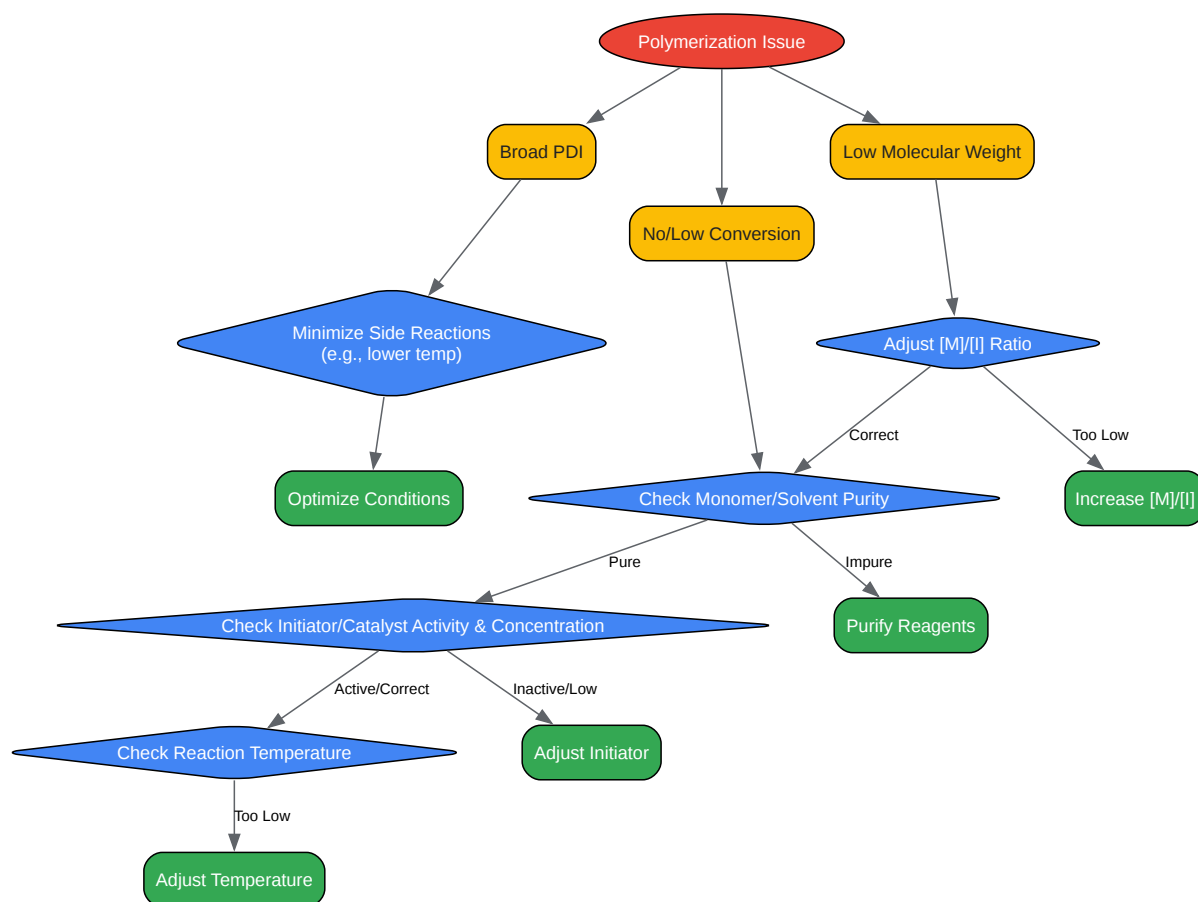 Polymerization Issue
Broad PDI
Low Molecular Weight
No/Low Conversion
Minimize Side Reactions
(e.g., lower temp)
Adjust [M]/[I] Ratio
Correct
Too Low
Optimize Conditions
Check Monomer/Solvent Purity
Increase [M]/[I]
Pure
Impure
Check Initiator/Catalyst Activity & Concentration
Purify Reagents
Active/Correct
Inactive/Low
Check Reaction Temperature
Adjust Initiator
Too Low
Adjust Temperature